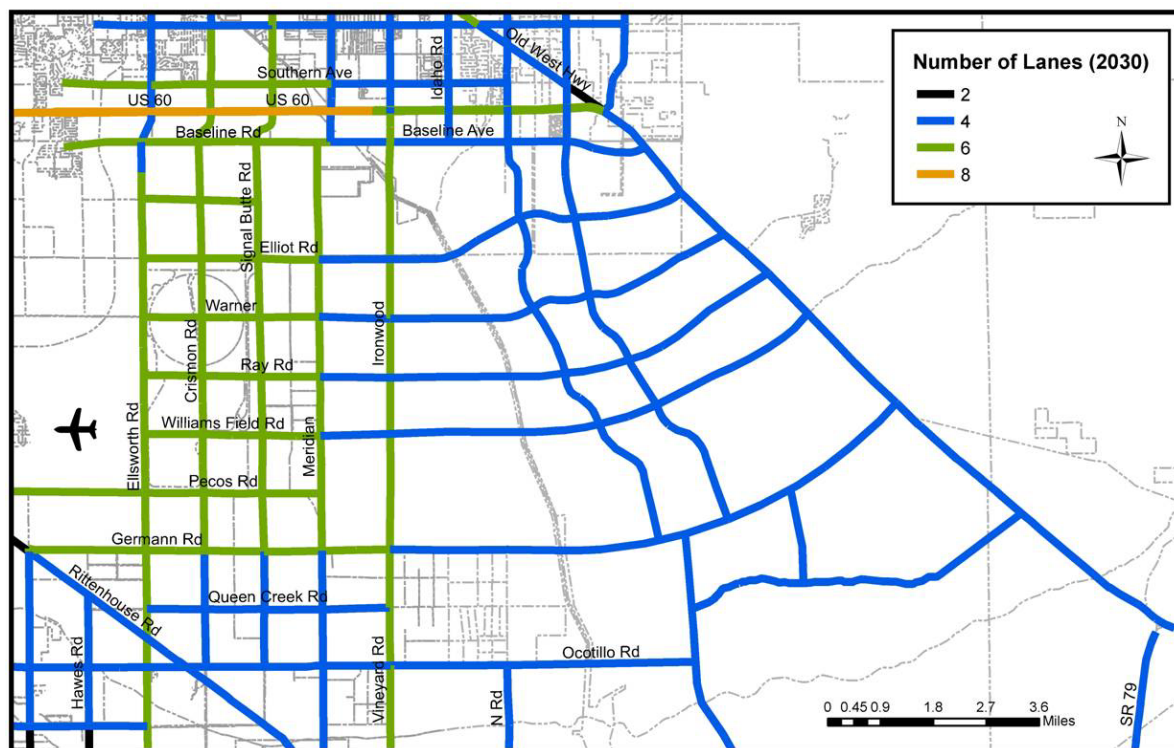 Old West Hwy
Idaho Rd
Southern Ave
US 60
US 60
Baseline Rd
Baseline Ave
Signal Butte Rd
Elliot Rd
Warner
Crismon Rd
Ironwood
Ray Rd
Williams Field Rd
Ellsworth Rd
Meridian
Pecos Rd
Germann Rd
Rittenhouse Rd
Queen Creek Rd
Hawes Rd
Vineyard Rd
Ocotillo Rd
N Rd
SR 79
Number of Lanes (2030)
2
4
6
8
N
0 0.45 0.9 1.8 2.7 3.6
Miles